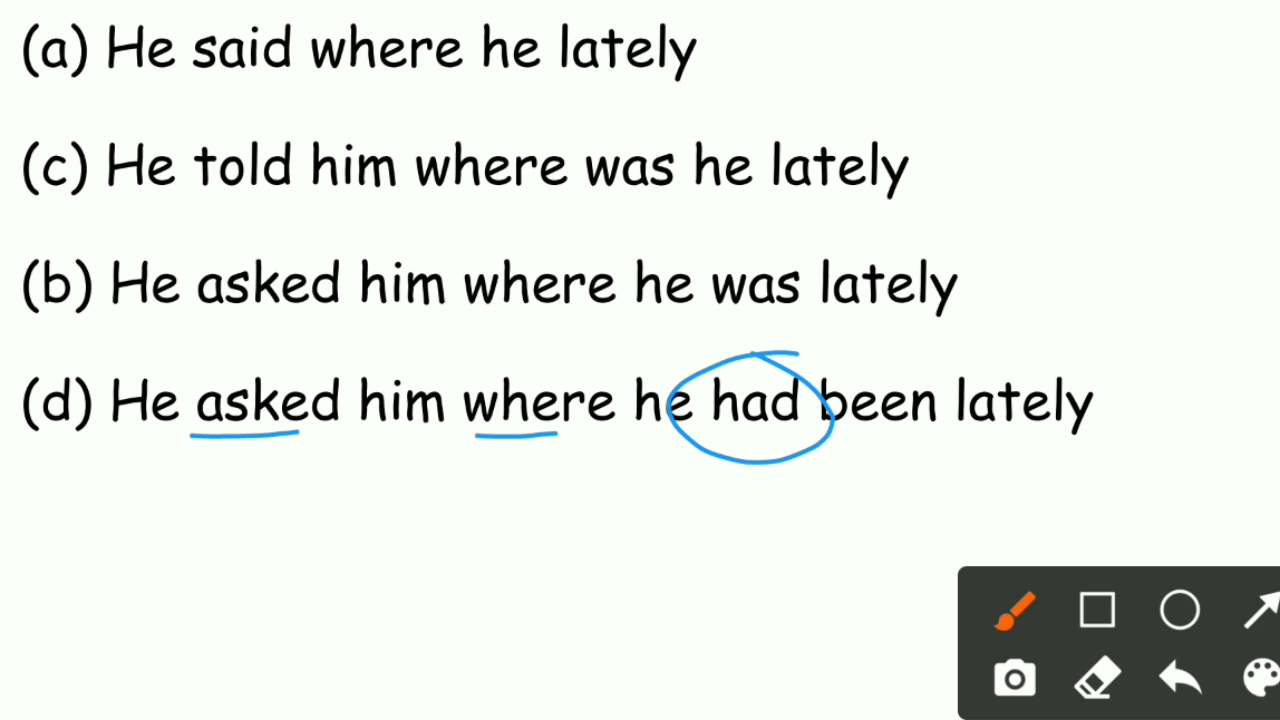 (a) He said where he lately
(c) He told him where was he lately
(b) He asked him where he was lately
(d) He asked him where he had been lately